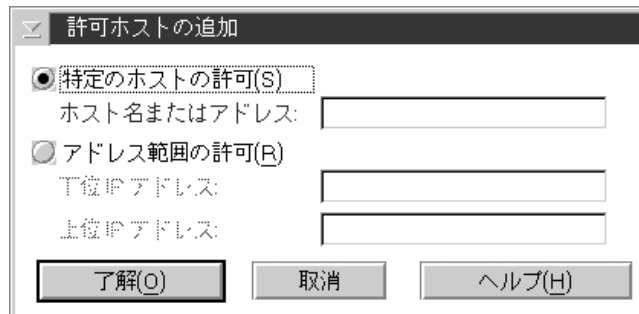 許可ホストの追加
特定のホストの許可(S)
ホスト名またはアドレス:
アドレス範囲の許可(R)
下位IPアドレス:
上位IPアドレス:
了解(O) 取消 ヘルプ(H)